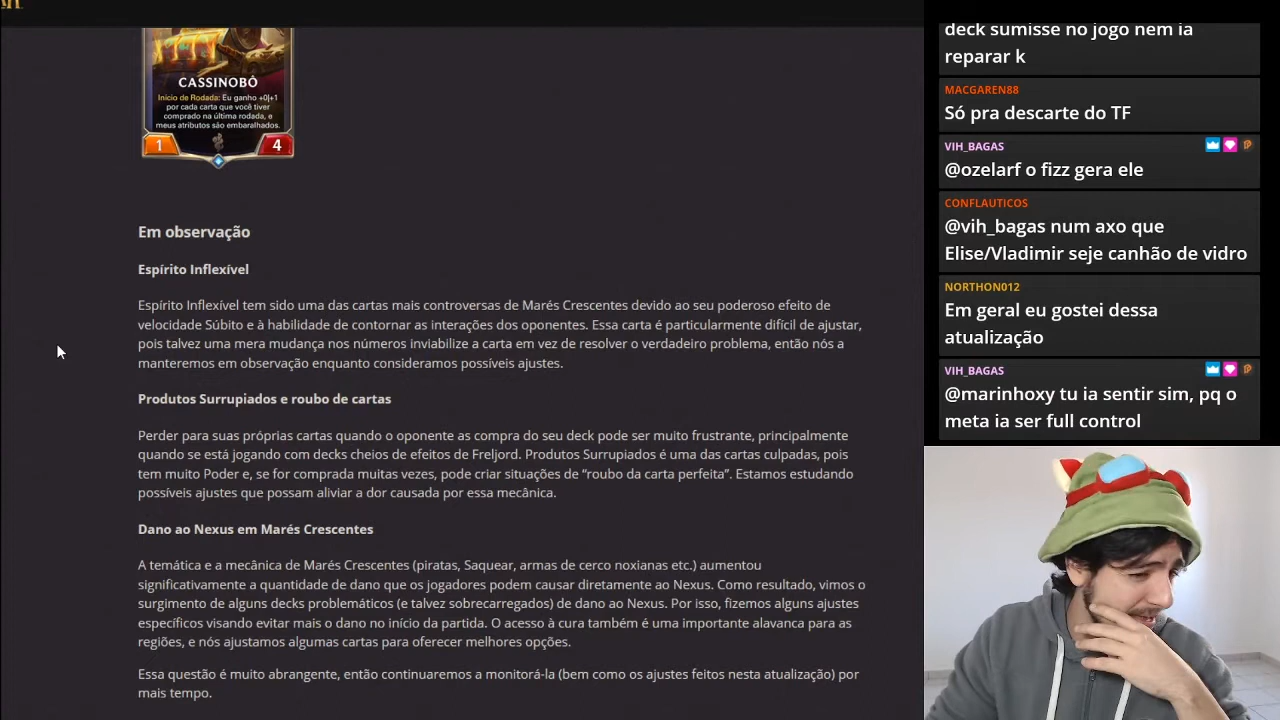 CASSINOBÔ
Início de Rodada: Eu ganho +0|+1
por cada carta que você tiver
comprado na última rodada, e
meus atributos são embaralhados.
1
4
Em observação
Espírito Inflexível
Espírito Inflexível tem sido uma das cartas mais controversas de Marés Crescentes devido ao seu poderoso efeito de
velocidade Súbito e à habilidade de contornar as interações dos oponentes. Essa carta é particularmente difícil de ajustar,
pois talvez uma mera mudança nos números inviabilize a carta em vez de resolver o verdadeiro problema, então nós a
manteremos em observação enquanto consideramos possíveis ajustes.
Produtos Surrupiados e roubo de cartas
Perder para suas próprias cartas quando o oponente as compra do seu deck pode ser muito frustrante, principalmente
quando se está jogando com decks cheios de efeitos de Freljord. Produtos Surrupiados é uma das cartas culpadas, pois
tem muito Poder e, se for comprada muitas vezes, pode criar situações de “roubo da carta perfeita”. Estamos estudando
possíveis ajustes que possam aliviar a dor causada por essa mecânica.
Dano ao Nexus em Marés Crescentes
A temática e a mecânica de Marés Crescentes (piratas, Saquear, armas de cerco noxianas etc.) aumentou
significativamente a quantidade de dano que os jogadores podem causar diretamente ao Nexus. Como resultado, vimos o
surgimento de alguns decks problemáticos (e talvez sobrecarregados) de dano ao Nexus. Por isso, fizemos alguns ajustes
específicos visando evitar mais o dano no início da partida. O acesso à cura também é uma importante alavanca para as
regiões, e nós ajustamos algumas cartas para oferecer melhores opções.
Essa questão é muito abrangente, então continuaremos a monitorá-la (bem como os ajustes feitos nesta atualização) por
mais tempo.
deck sumisse no jogo nem ia
reparar k
MACGAREN88
Só pra descarte do TF
VIH_BAGAS
@ozelarf o fizz gera ele
CONFLAUTICOS
@vih_bagas num axo que
Elise/Vladimir seje canhão de vidro
NORTHON012
Em geral eu gostei dessa
atualização
VIH_BAGAS
@marinhoxy tu ia sentir sim, pq o
meta ia ser full control